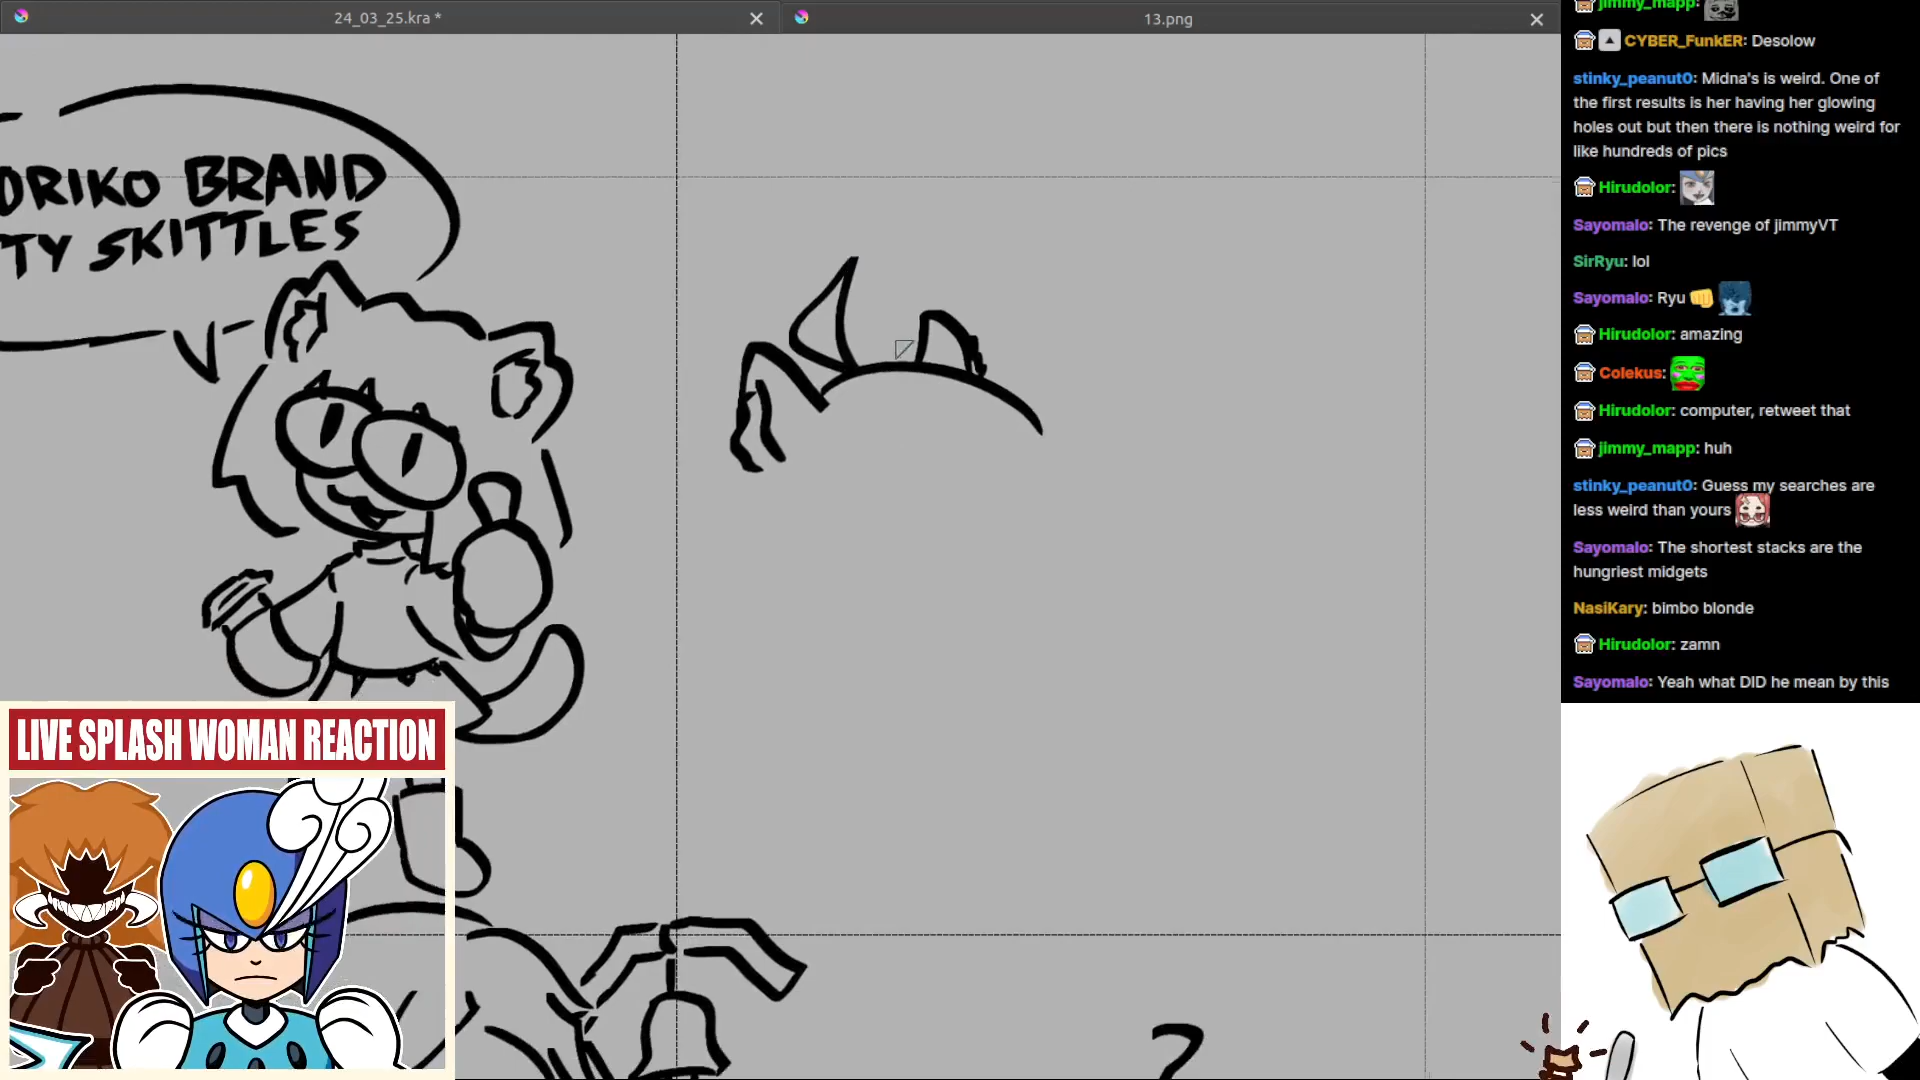 24_03_25.kra *
13.png
ORIKO BRAND
TY SKITTLES
jimmy_mapp:
CYBER_FunkER: Desolow
stinky_peanut0: Midna's is weird. One of
the first results is her having her glowing
holes out but then there is nothing weird for
like hundreds of pics
Hirudolor:
Sayomalo: The revenge of jimmyVT
SirRyu: lol
Sayomalo: Ryu 👊
Hirudolor: amazing
Colekus:
Hirudolor: computer, retweet that
jimmy_mapp: huh
stinky_peanut0: Guess my searches are
less weird than yours
Sayomalo: The shortest stacks are the
hungriest midgets
NasiKary: bimbo blonde
Hirudolor: zamn
Sayomalo: Yeah what DID he mean by this
LIVE SPLASH WOMAN REACTION
?